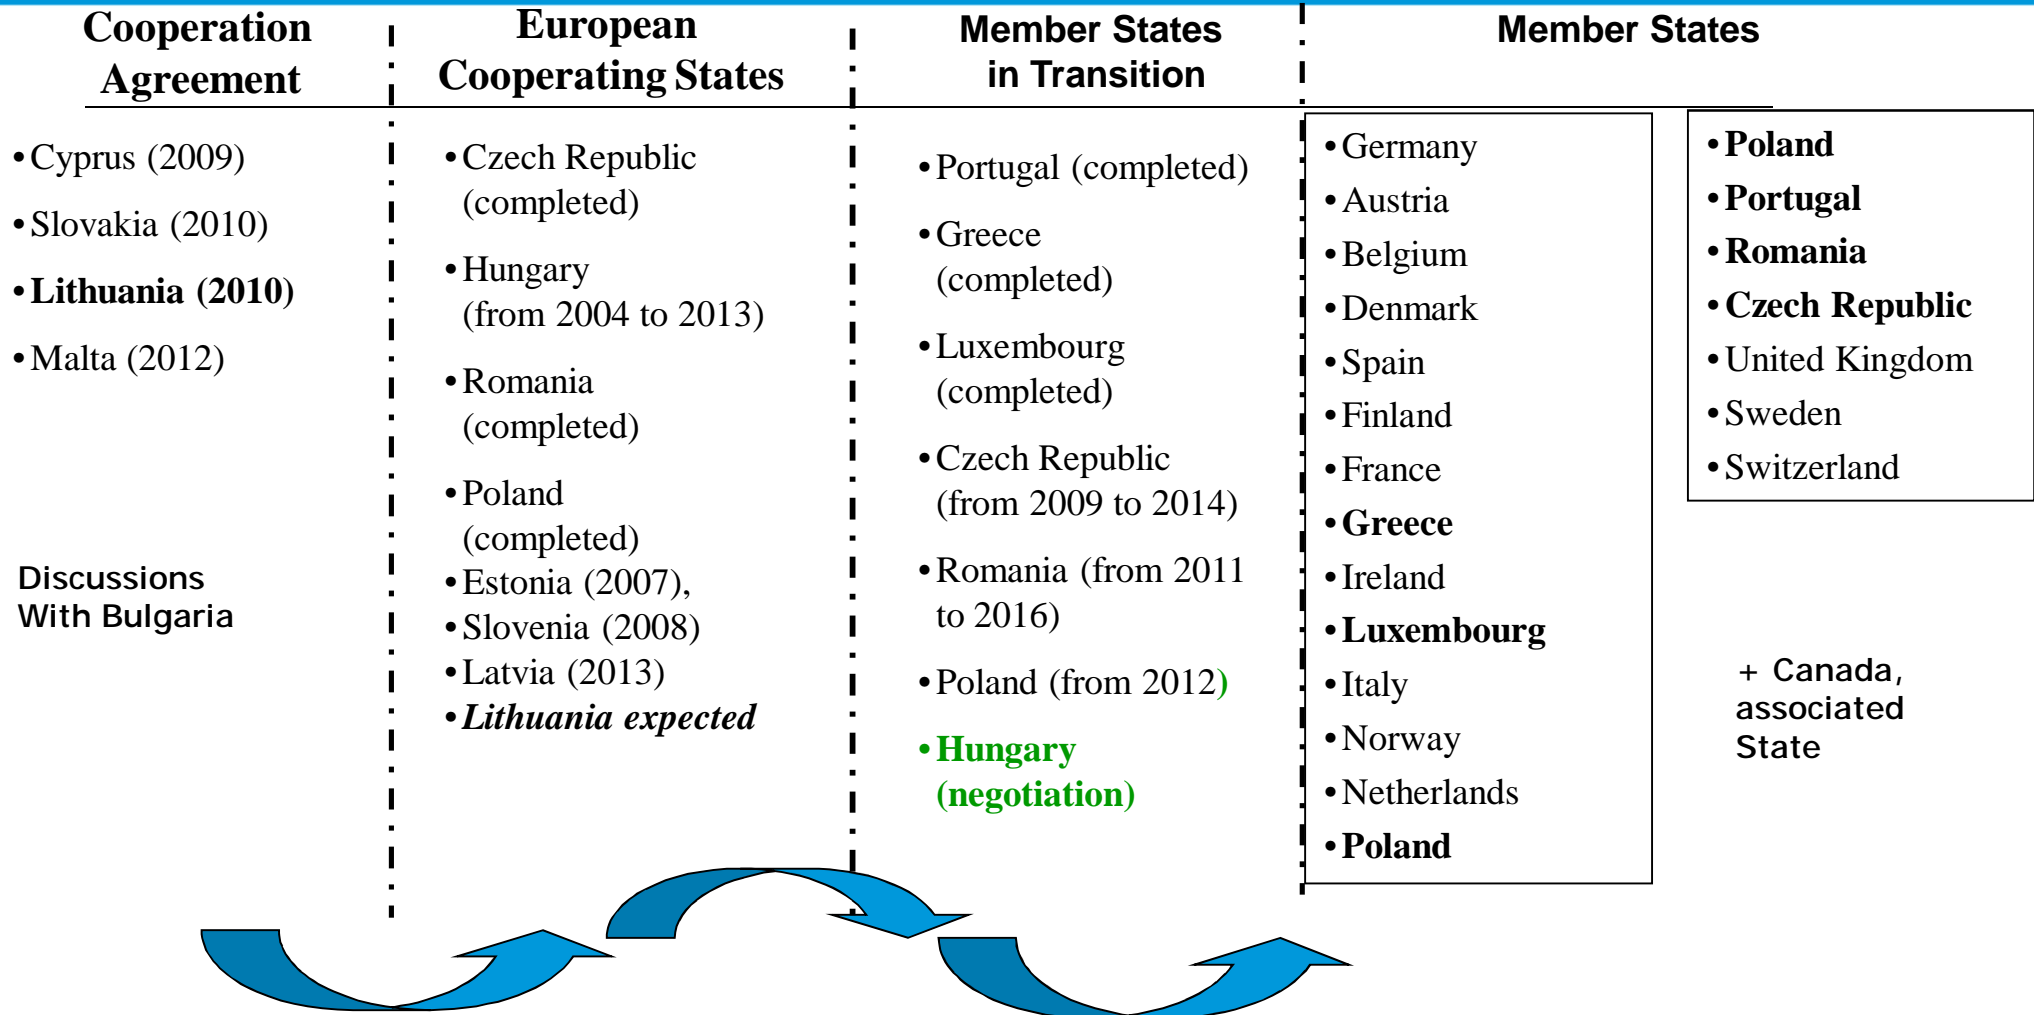 Cooperation
Agreement
•Cyprus (2009)
•Slovakia (2010)
•Lithuania (2010)
•Malta (2012)
Discussions
With Bulgaria
European
Cooperating States
•Czech Republic
(completed)
•Hungary
(from 2004 to 2013)
•Romania
(completed)
•Poland
(completed)
•Estonia (2007),
•Slovenia (2008)
•Latvia (2013)
•Lithuania expected
Member States
in Transition
•Portugal (completed)
•Greece
(completed)
•Luxembourg
(completed)
•Czech Republic
(from 2009 to 2014)
•Romania (from 2011
to 2016)
•Poland (from 2012)
•Hungary
(negotiation)
Member States
•Germany
•Austria
•Belgium
•Denmark
•Spain
•Finland
•France
•Greece
•Ireland
•Luxembourg
•Italy
•Norway
•Netherlands
•Poland
•Poland
•Portugal
•Romania
•Czech Republic
•United Kingdom
•Sweden
•Switzerland
+ Canada,
associated
State